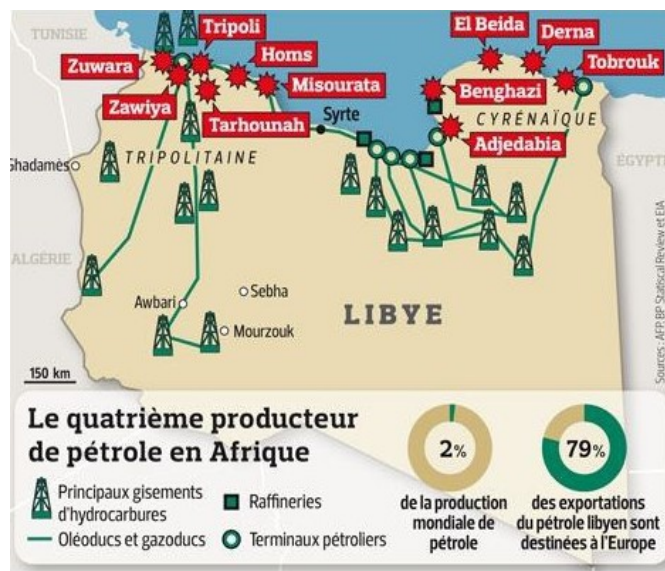 TUNISIE
Tripoli
El Beida
Derna
Zuwara
Homs
Tobrouk
Misourata
Benghazi
Zawiya
Syrte
CYRÉNAÏQUE
Tarhounah
Adjedabia
TRIPOLITAINE
Ghadamès
ÉGYPTE
ALGÉRIE
Sebha
Awbari
LIBYE
Mourzouk
150 km
Sources : AFP, BP Statiscal Review et EIA
Le quatrième producteur
de pétrole en Afrique
2%
79%
Principaux gisements
d'hydrocarbures
Raffineries
Oléoducs et gazoducs
Terminaux pétroliers
de la production
mondiale de
pétrole
des exportations
du pétrole libyen sont
destinées à l'Europe